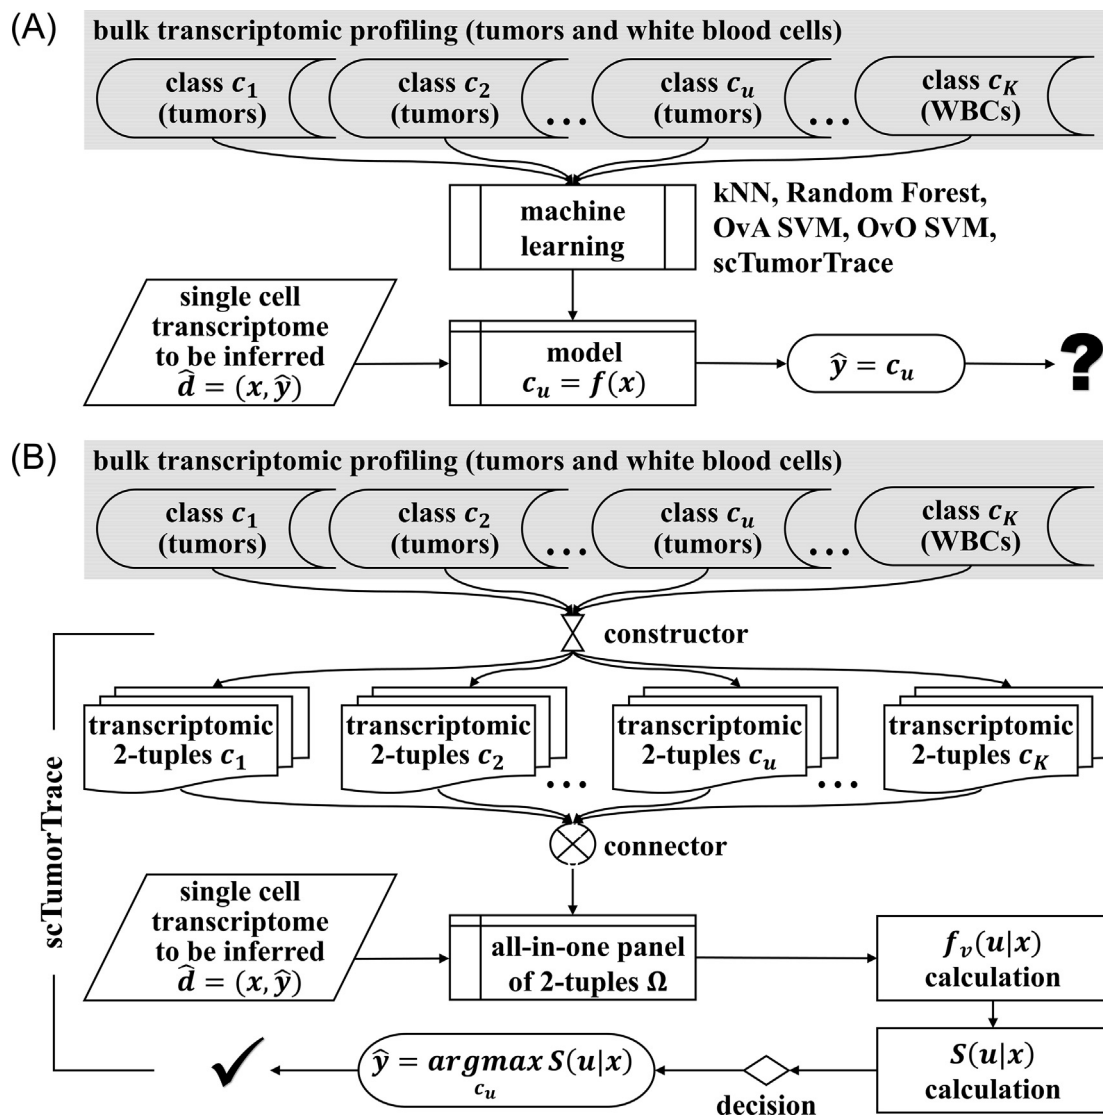 (A)
bulk transcriptomic profiling (tumors and white blood cells)
class c₁
(tumors)
class c₂
(tumors)
...
class cᵤ
(tumors)
...
class c_K
(WBCs)
machine
learning
kNN, Random Forest,
OvA SVM, OvO SVM,
scTumorTrace
single cell
transcriptome
to be inferred
d̂ = (x, ŷ)
model
cᵤ = f(x)
ŷ = cᵤ
?
(B)
bulk transcriptomic profiling (tumors and white blood cells)
class c₁
(tumors)
class c₂
(tumors)
...
class cᵤ
(tumors)
...
class c_K
(WBCs)
constructor
scTumorTrace
transcriptomic
2-tuples c₁
transcriptomic
2-tuples c₂
...
transcriptomic
2-tuples cᵤ
...
transcriptomic
2-tuples c_K
connector
single cell
transcriptome
to be inferred
d̂ = (x, ŷ)
all-in-one panel
of 2-tuples Ω
fᵥ(u|x)
calculation
S(u|x)
calculation
decision
ŷ = argmax S(u|x)
cᵤ